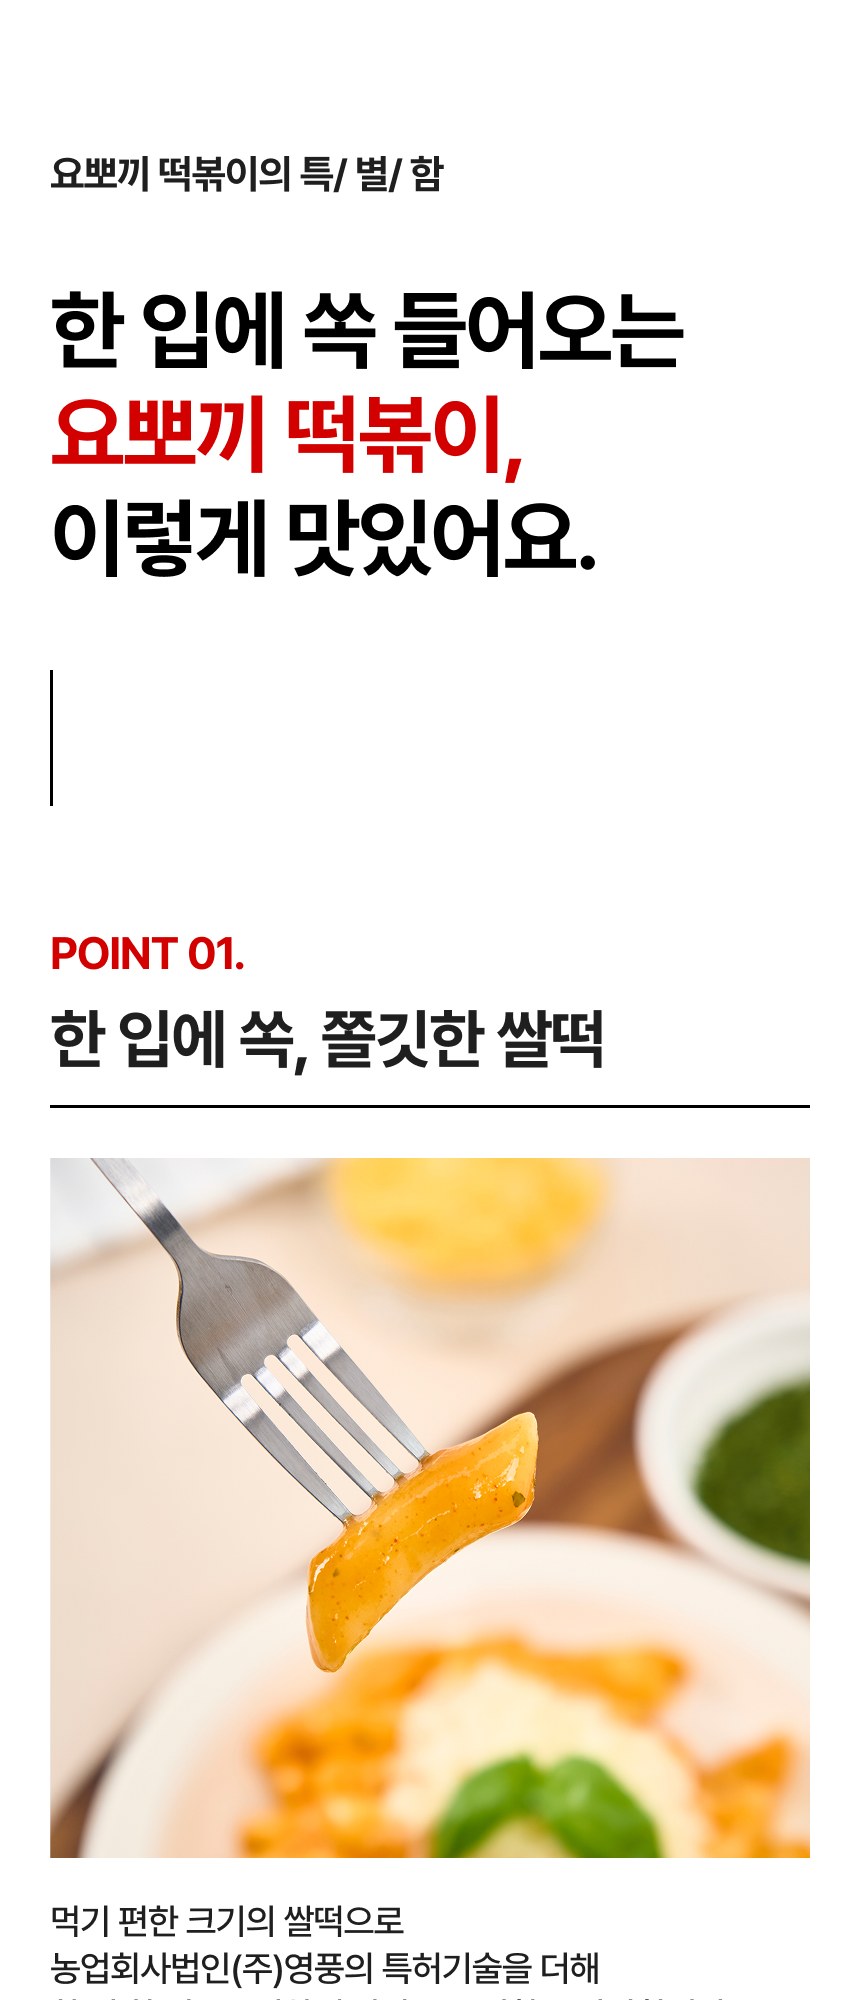 요뽀끼 떡볶이의 특/ 별/ 함
한 입에 쏙 들어오는
요뽀끼 떡볶이,
이렇게 맛있어요.
POINT 01.
한 입에 쏙, 쫄깃한 쌀떡
먹기 편한 크기의 쌀떡으로
농업회사법인(주)영풍의 특허기술을 더해